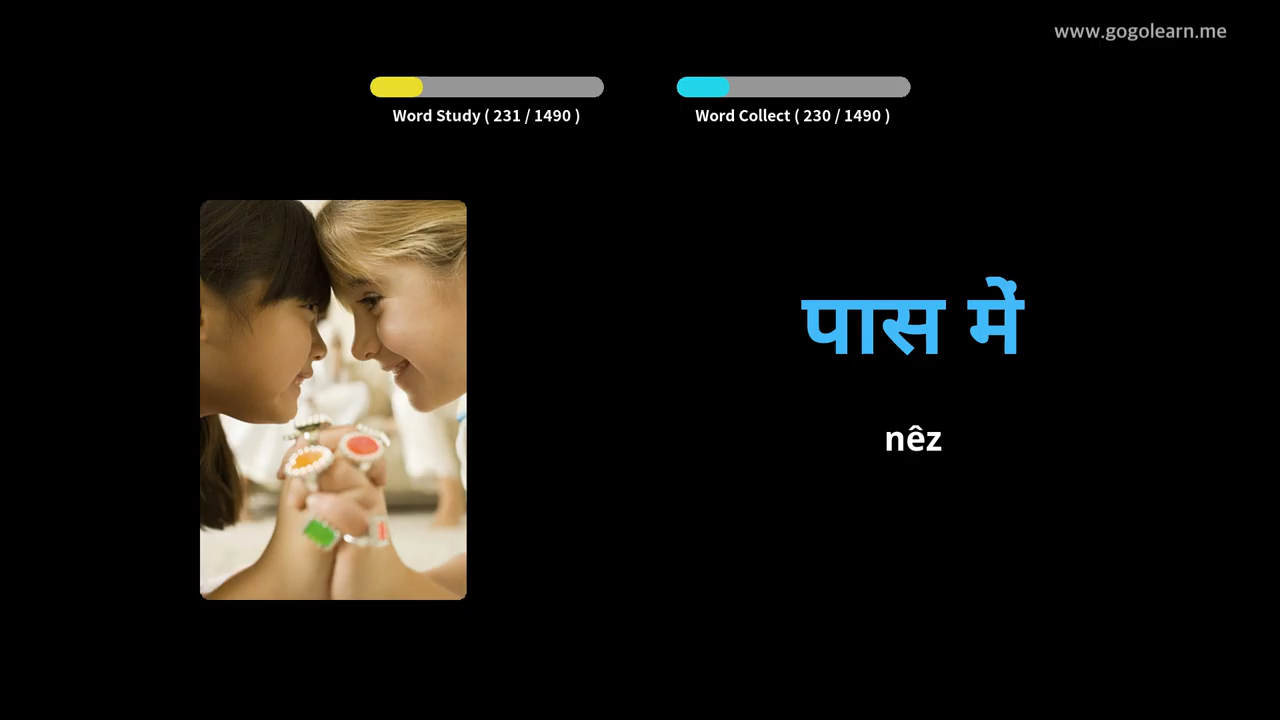 www.gogolearn.me
Word Study ( 231 / 1490 )
Word Collect ( 230 / 1490 )
पास में
nêz